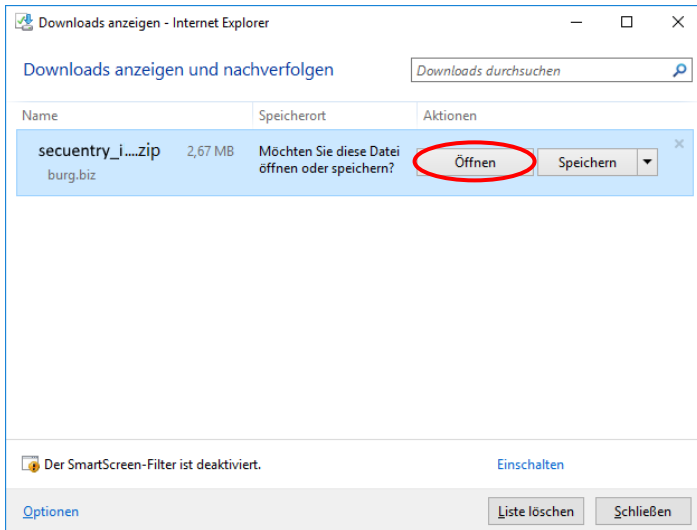 Downloads anzeigen - Internet Explorer
Downloads anzeigen und nachverfolgen
Downloads durchsuchen
Name Speicherort Aktionen
secuentry_i....zip 2,67 MB Möchten Sie diese Datei
öffnen oder speichern? Öffnen Speichern
burg.biz
Der SmartScreen-Filter ist deaktiviert. Einschalten
Optionen Liste löschen Schließen